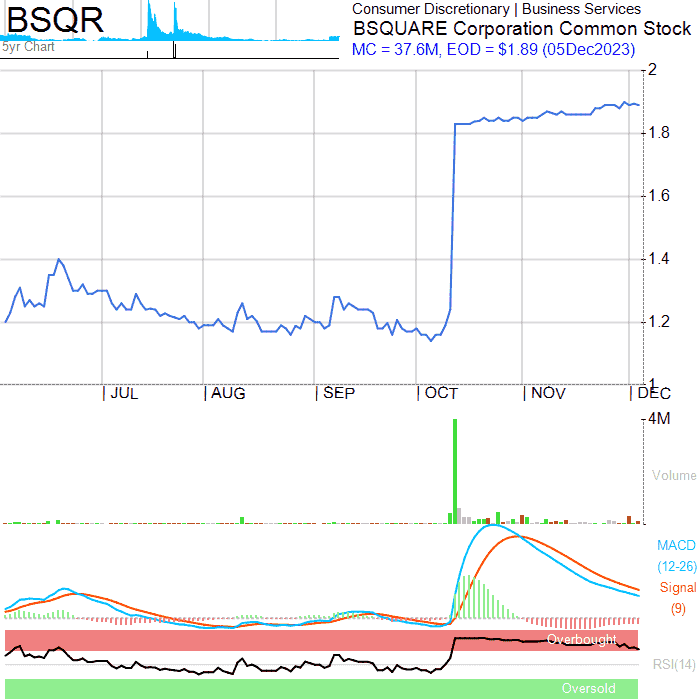 BSQR
5yr Chart
Consumer Discretionary | Business Services
BSQUARE Corporation Common Stock
MC = 37.6M, EOD = $1.89 (05Dec2023)
2
1.8
1.6
1.4
1.2
1
| JUL | AUG | SEP | OCT | NOV | DEC
4M
Volume
MACD
(12-26)
Signal
(9)
Overbought
RSI(14)
Oversold